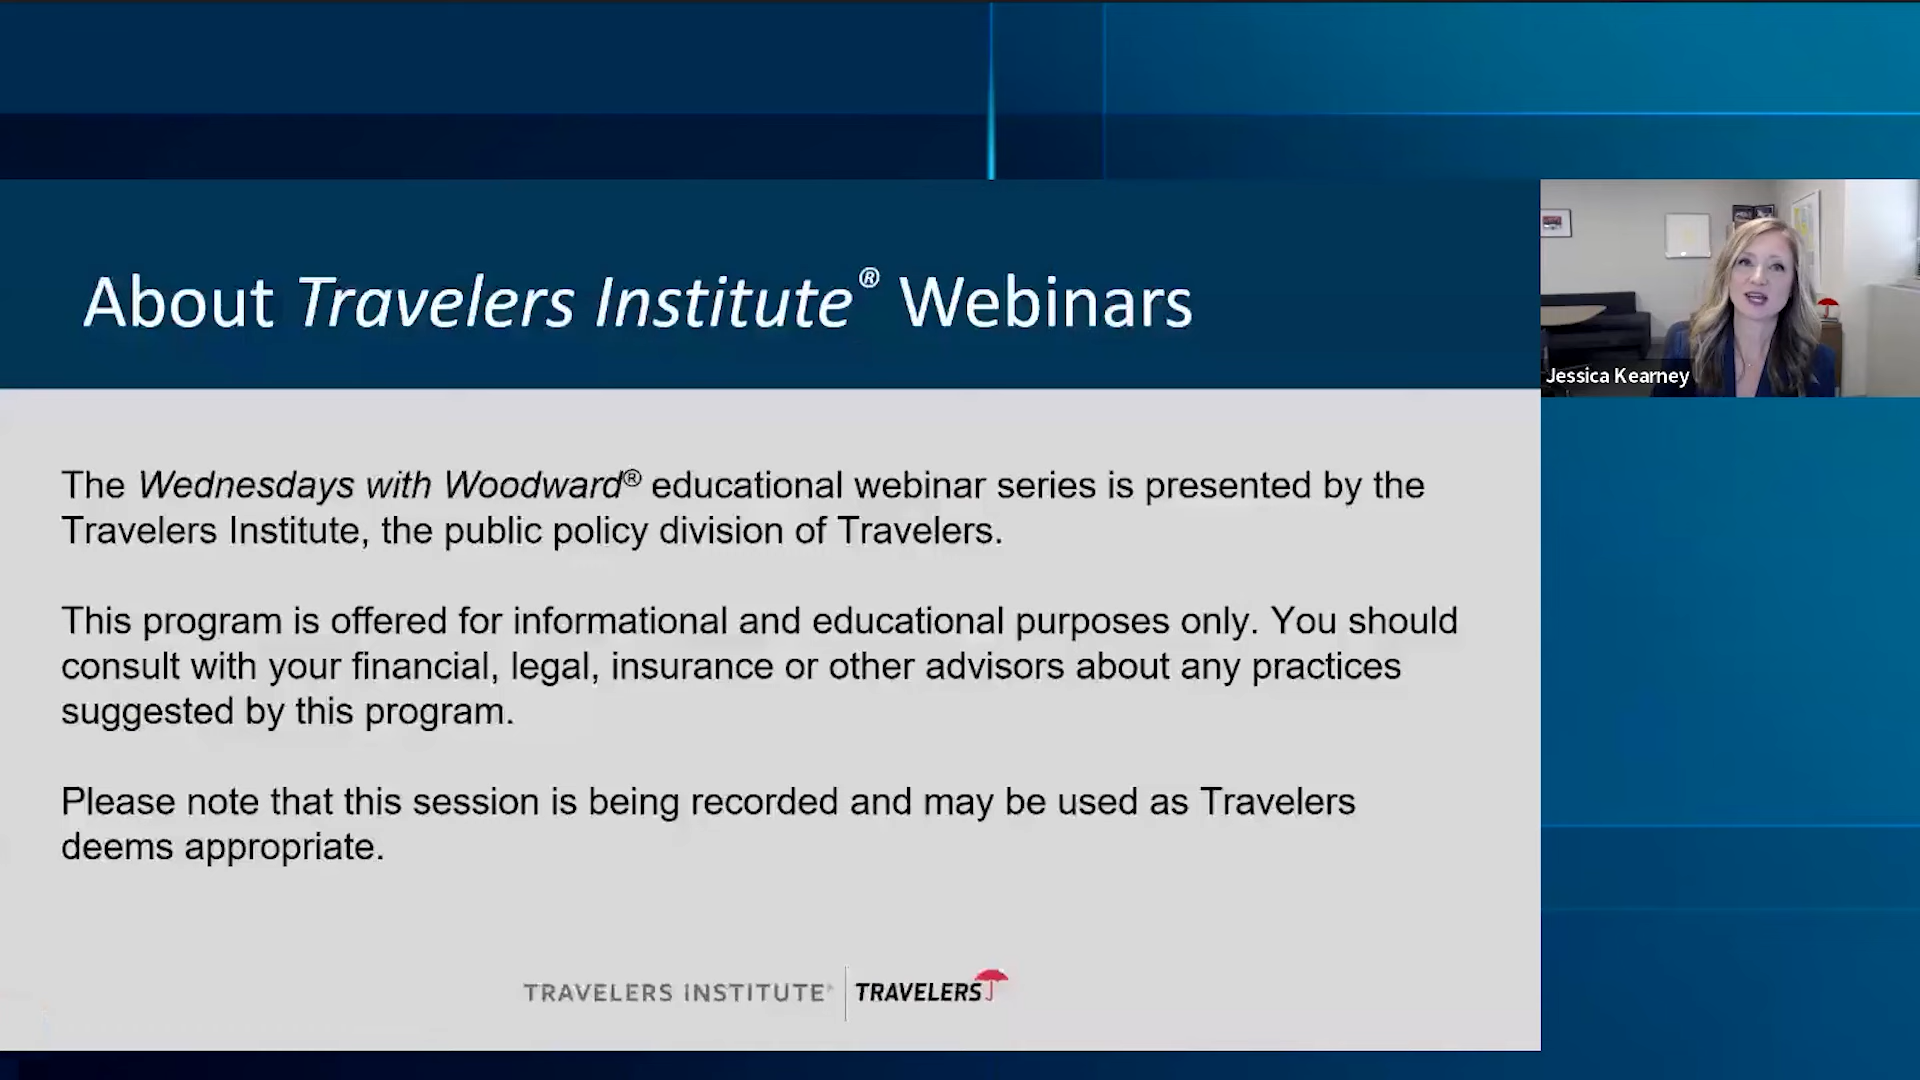 About Travelers Institute® Webinars
Jessica Kearney
The Wednesdays with Woodward® educational webinar series is presented by the
Travelers Institute, the public policy division of Travelers.
This program is offered for informational and educational purposes only. You should
consult with your financial, legal, insurance or other advisors about any practices
suggested by this program.
Please note that this session is being recorded and may be used as Travelers
deems appropriate.
TRAVELERS INSTITUTE® TRAVELERS